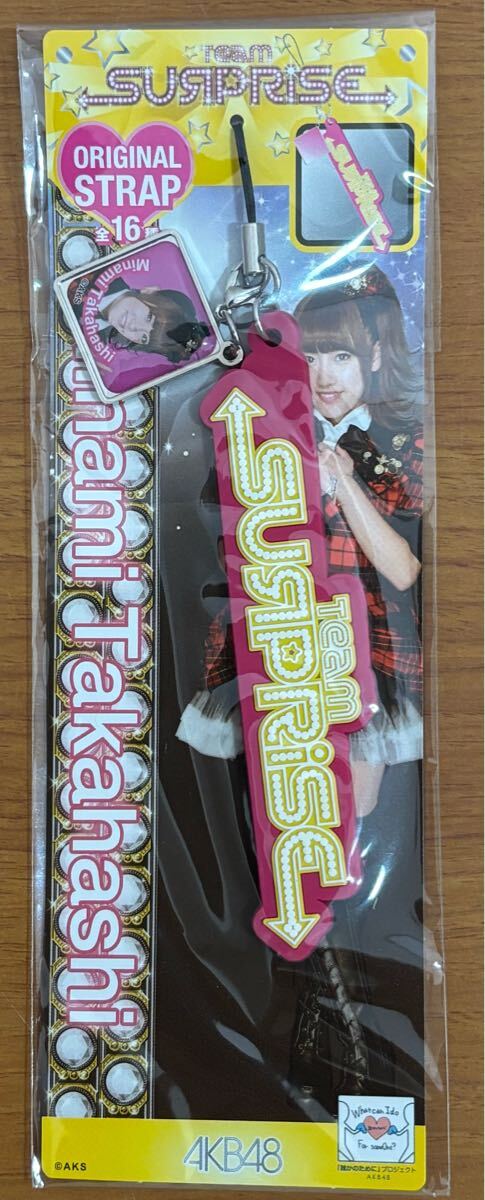 Team
SURPRISE
ORIGINAL
STRAP
全16種
SURPRISE
Minami Takahashi
©AKS
Minami Takahashi
Team
SURPRISE
What can I do
For someone?
「誰かのために」プロジェクト
AKB48
AKB48
©AKS